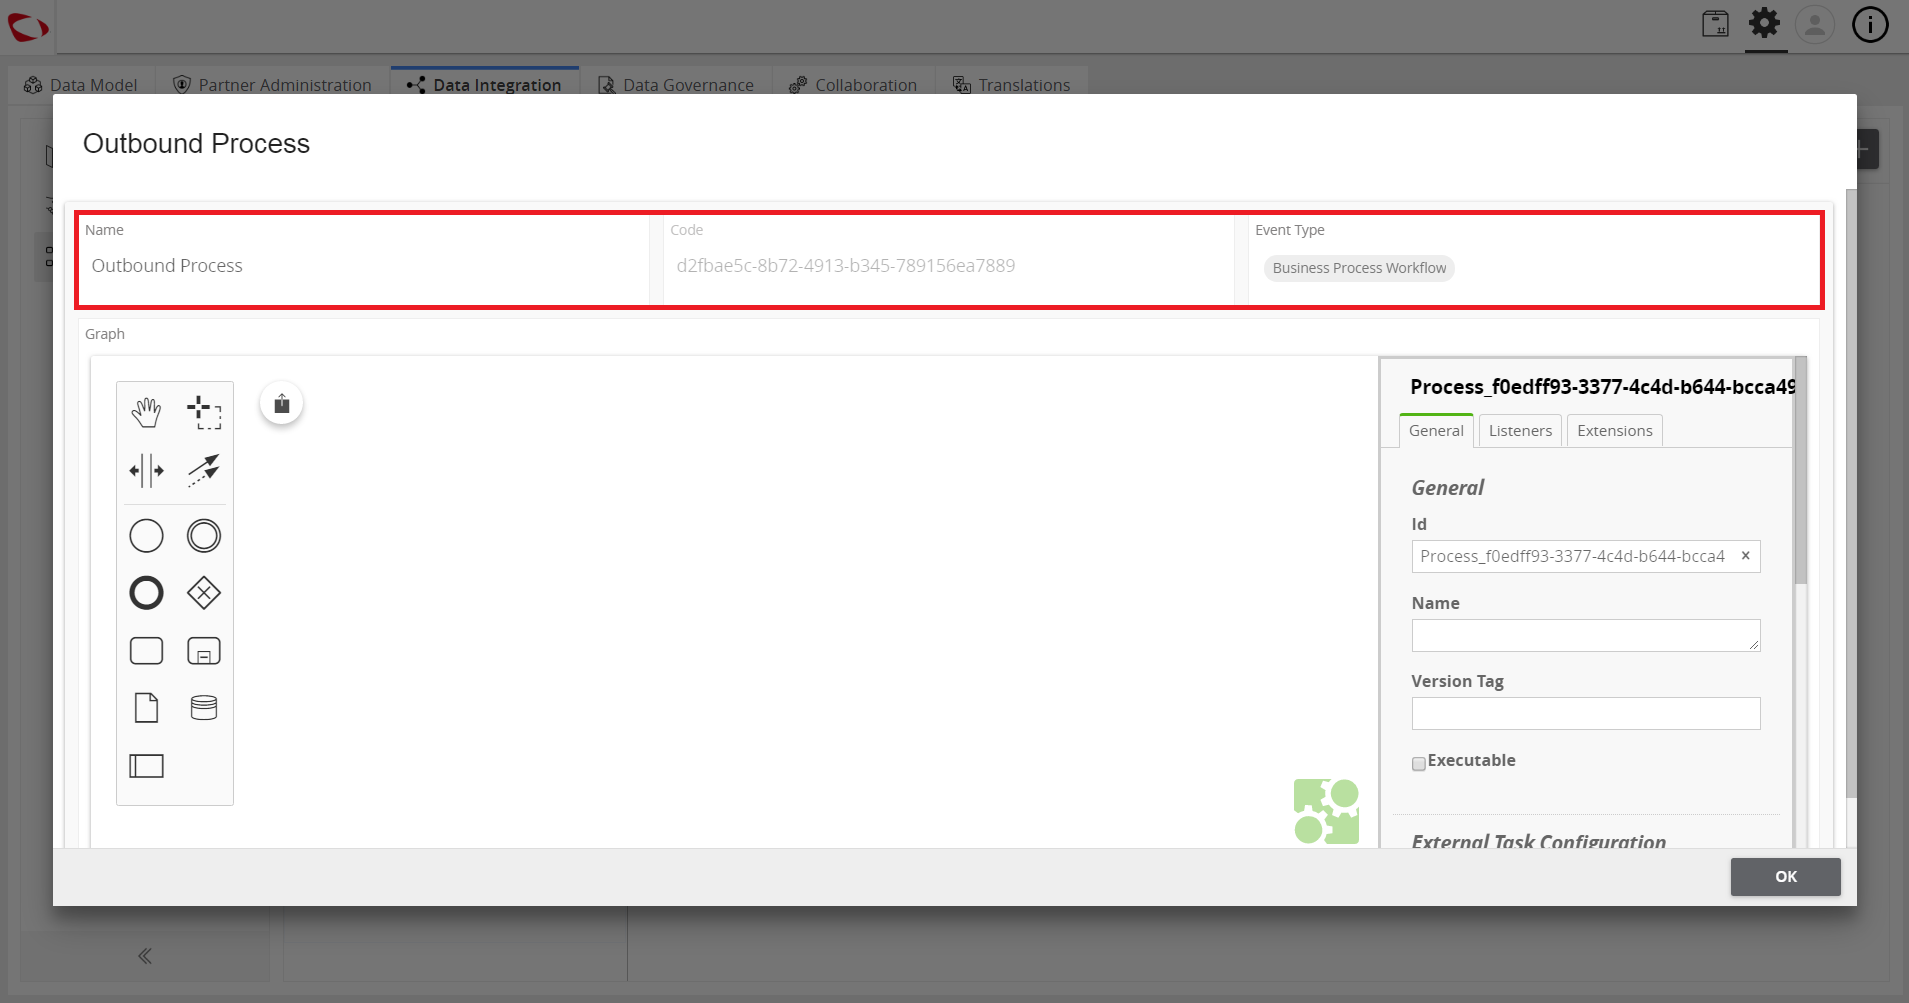 Data Model
Partner Administration
Data Integration
Data Governance
Collaboration
Translations
Outbound Process
Name
Outbound Process
Code
d2fbae5c-8b72-4913-b345-789156ea7889
Event Type
Business Process Workflow
Graph
Process_f0edff93-3377-4c4d-b644-bcca49
General
Listeners
Extensions
General
Id
Process_f0edff93-3377-4c4d-b644-bcca4
Name
Version Tag
Executable
External Task Configuration
OK